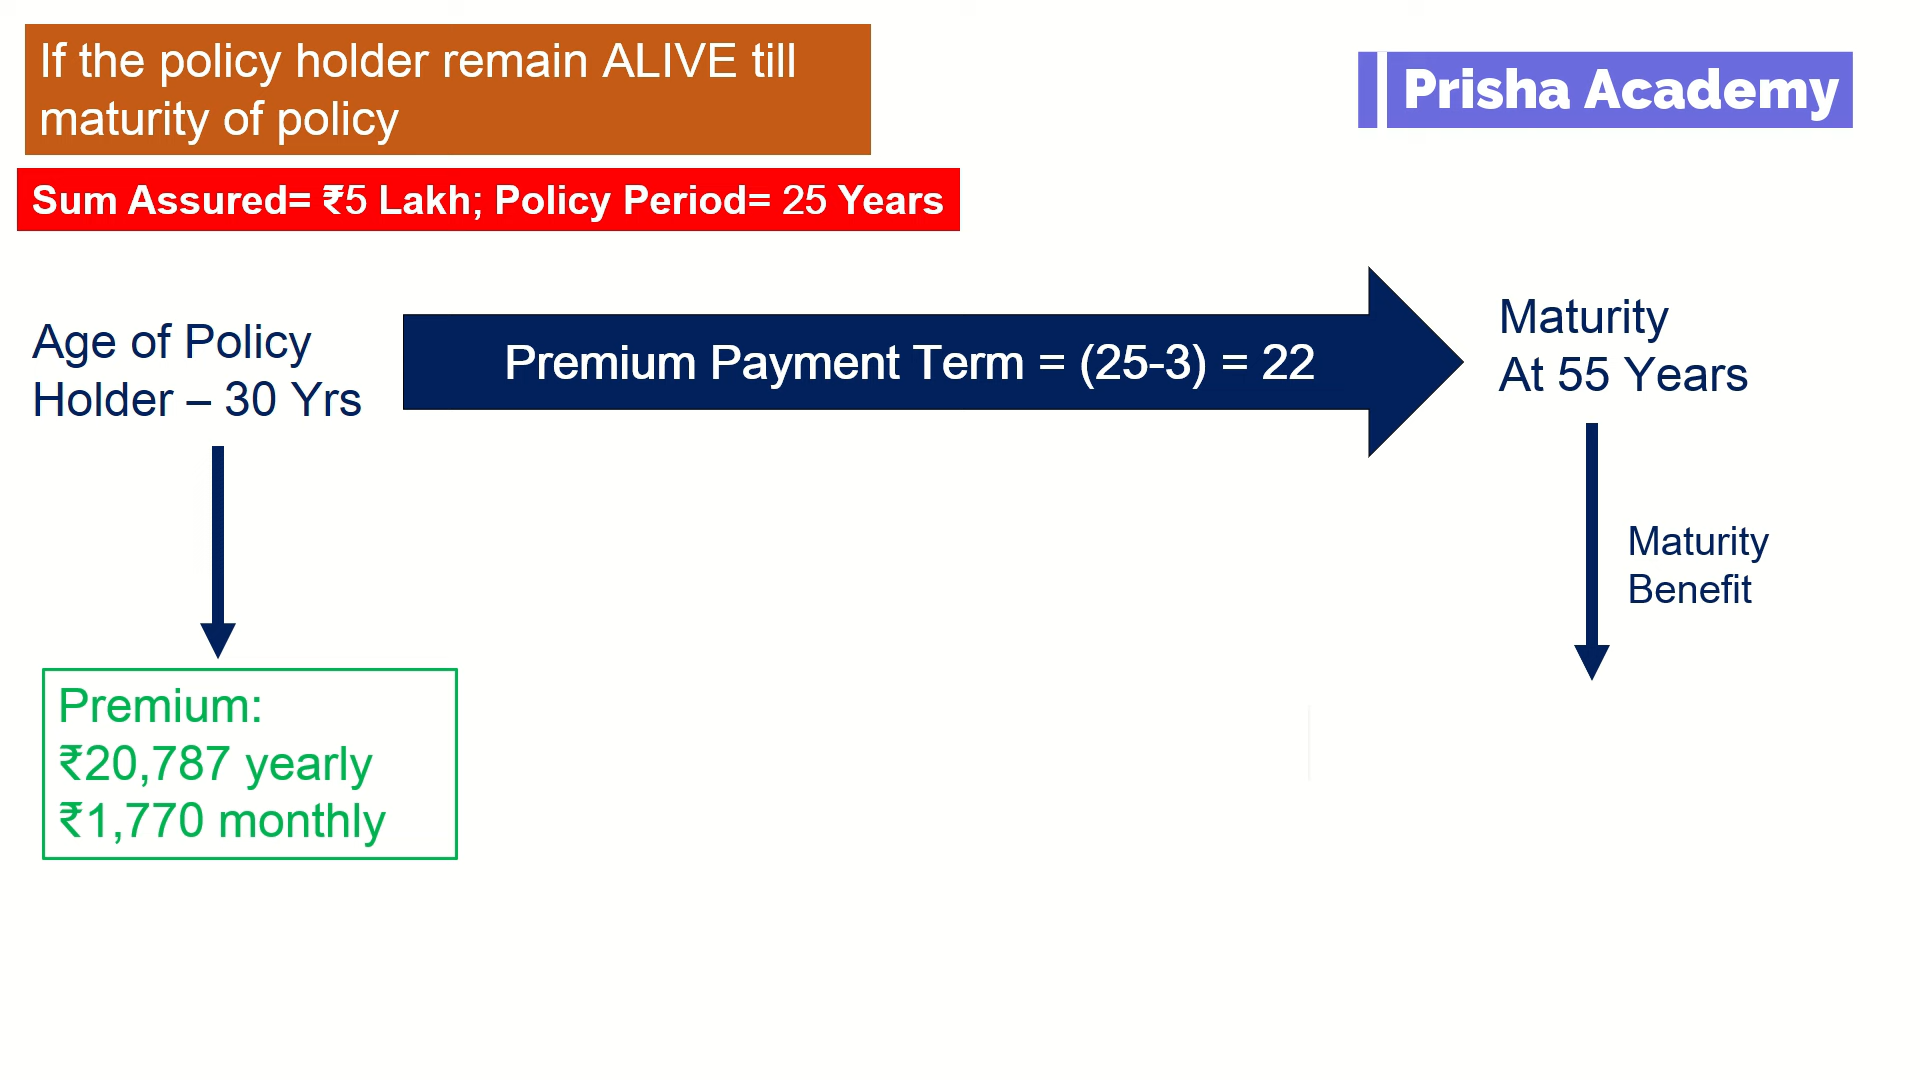 If the policy holder remain ALIVE till
maturity of policy
Prisha Academy
Sum Assured= ₹5 Lakh; Policy Period= 25 Years
Age of Policy
Holder – 30 Yrs
Premium Payment Term = (25-3) = 22
Maturity
At 55 Years
Maturity
Benefit
Premium:
₹20,787 yearly
₹1,770 monthly